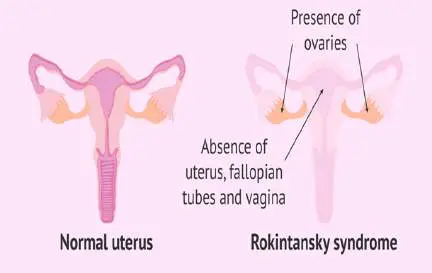 Presence of
ovaries
Absence of
uterus, fallopian
tubes and vagina
Normal uterus
Rokintansky syndrome